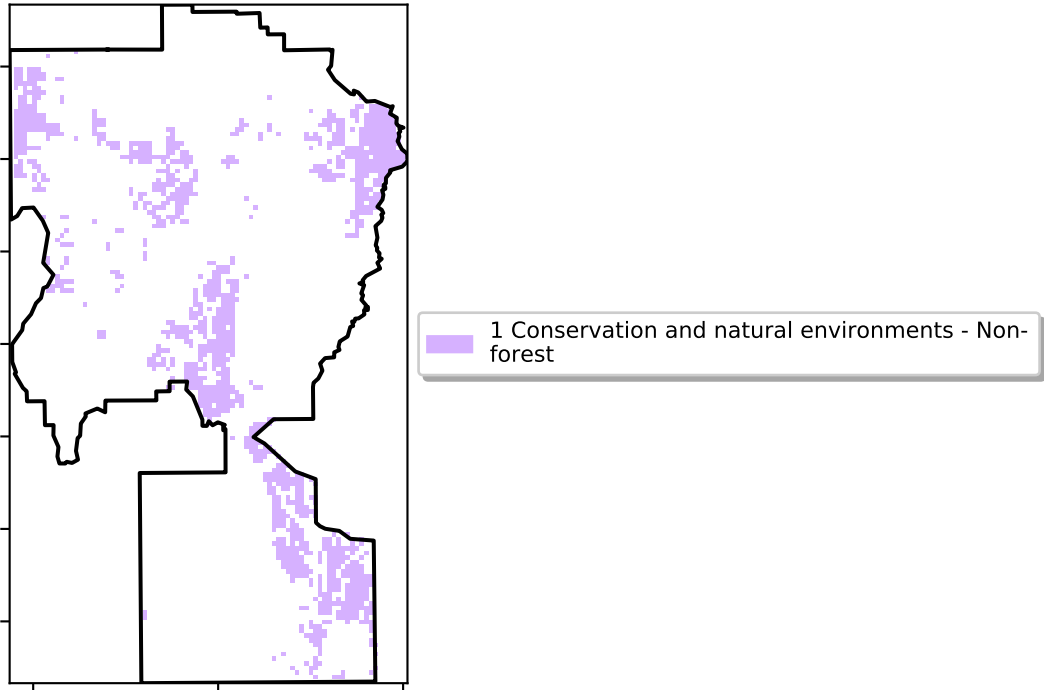 1 Conservation and natural environments - Non-
forest